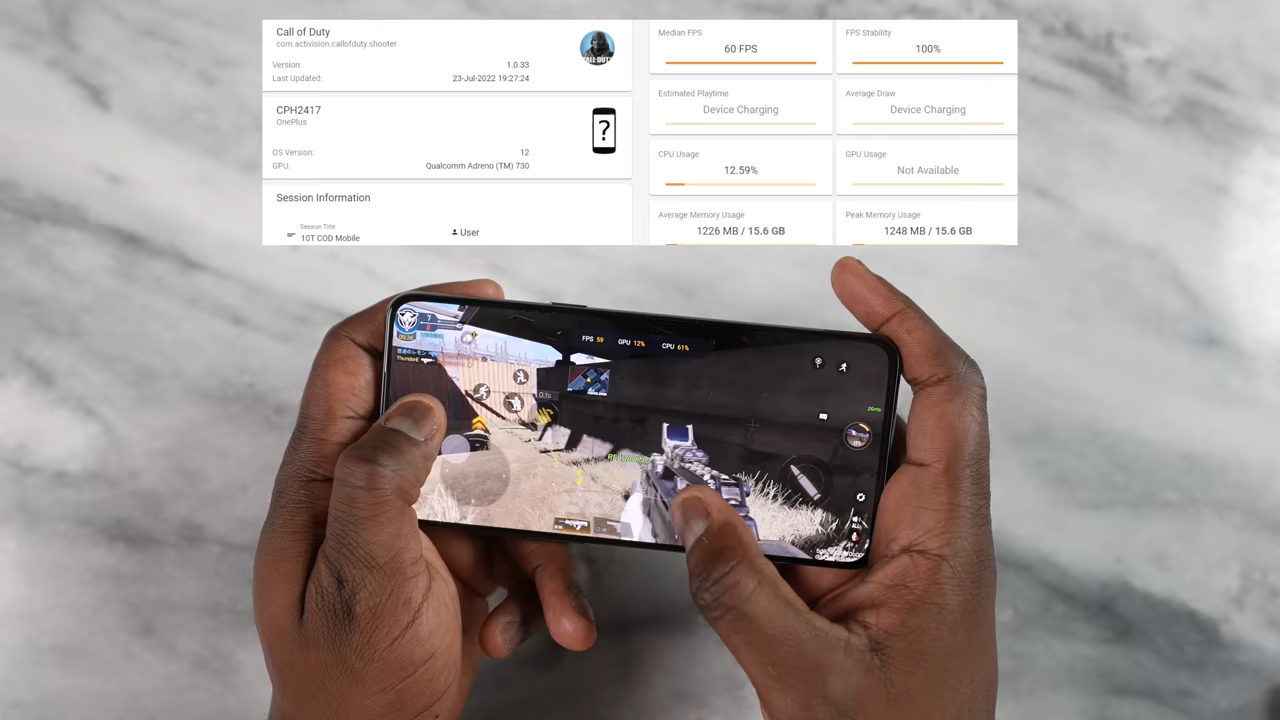 Call of Duty
com.activision.callofduty.shooter
Version: 1.0.33
Last Updated: 23-Jul-2022 19:27:24
CPH2417
OnePlus
?
OS Version: 12
GPU: Qualcomm Adreno (TM) 730
Session Information
Session Title
10T COD Mobile
User
Median FPS
60 FPS
FPS Stability
100%
Estimated Playtime
Device Charging
Average Draw
Device Charging
CPU Usage
12.59%
GPU Usage
Not Available
Average Memory Usage
1226 MB / 15.6 GB
Peak Memory Usage
1248 MB / 15.6 GB
FPS 59 GPU 12% CPU 61%
7
26ms